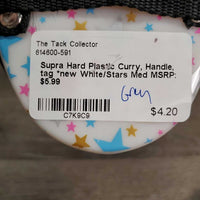 The Tack Collector
614600-591
Supra Hard Plastic Curry, Handle,
tag *new White/Stars Med MSRP:
$5.99
Gray
C7K9C9
$4.20